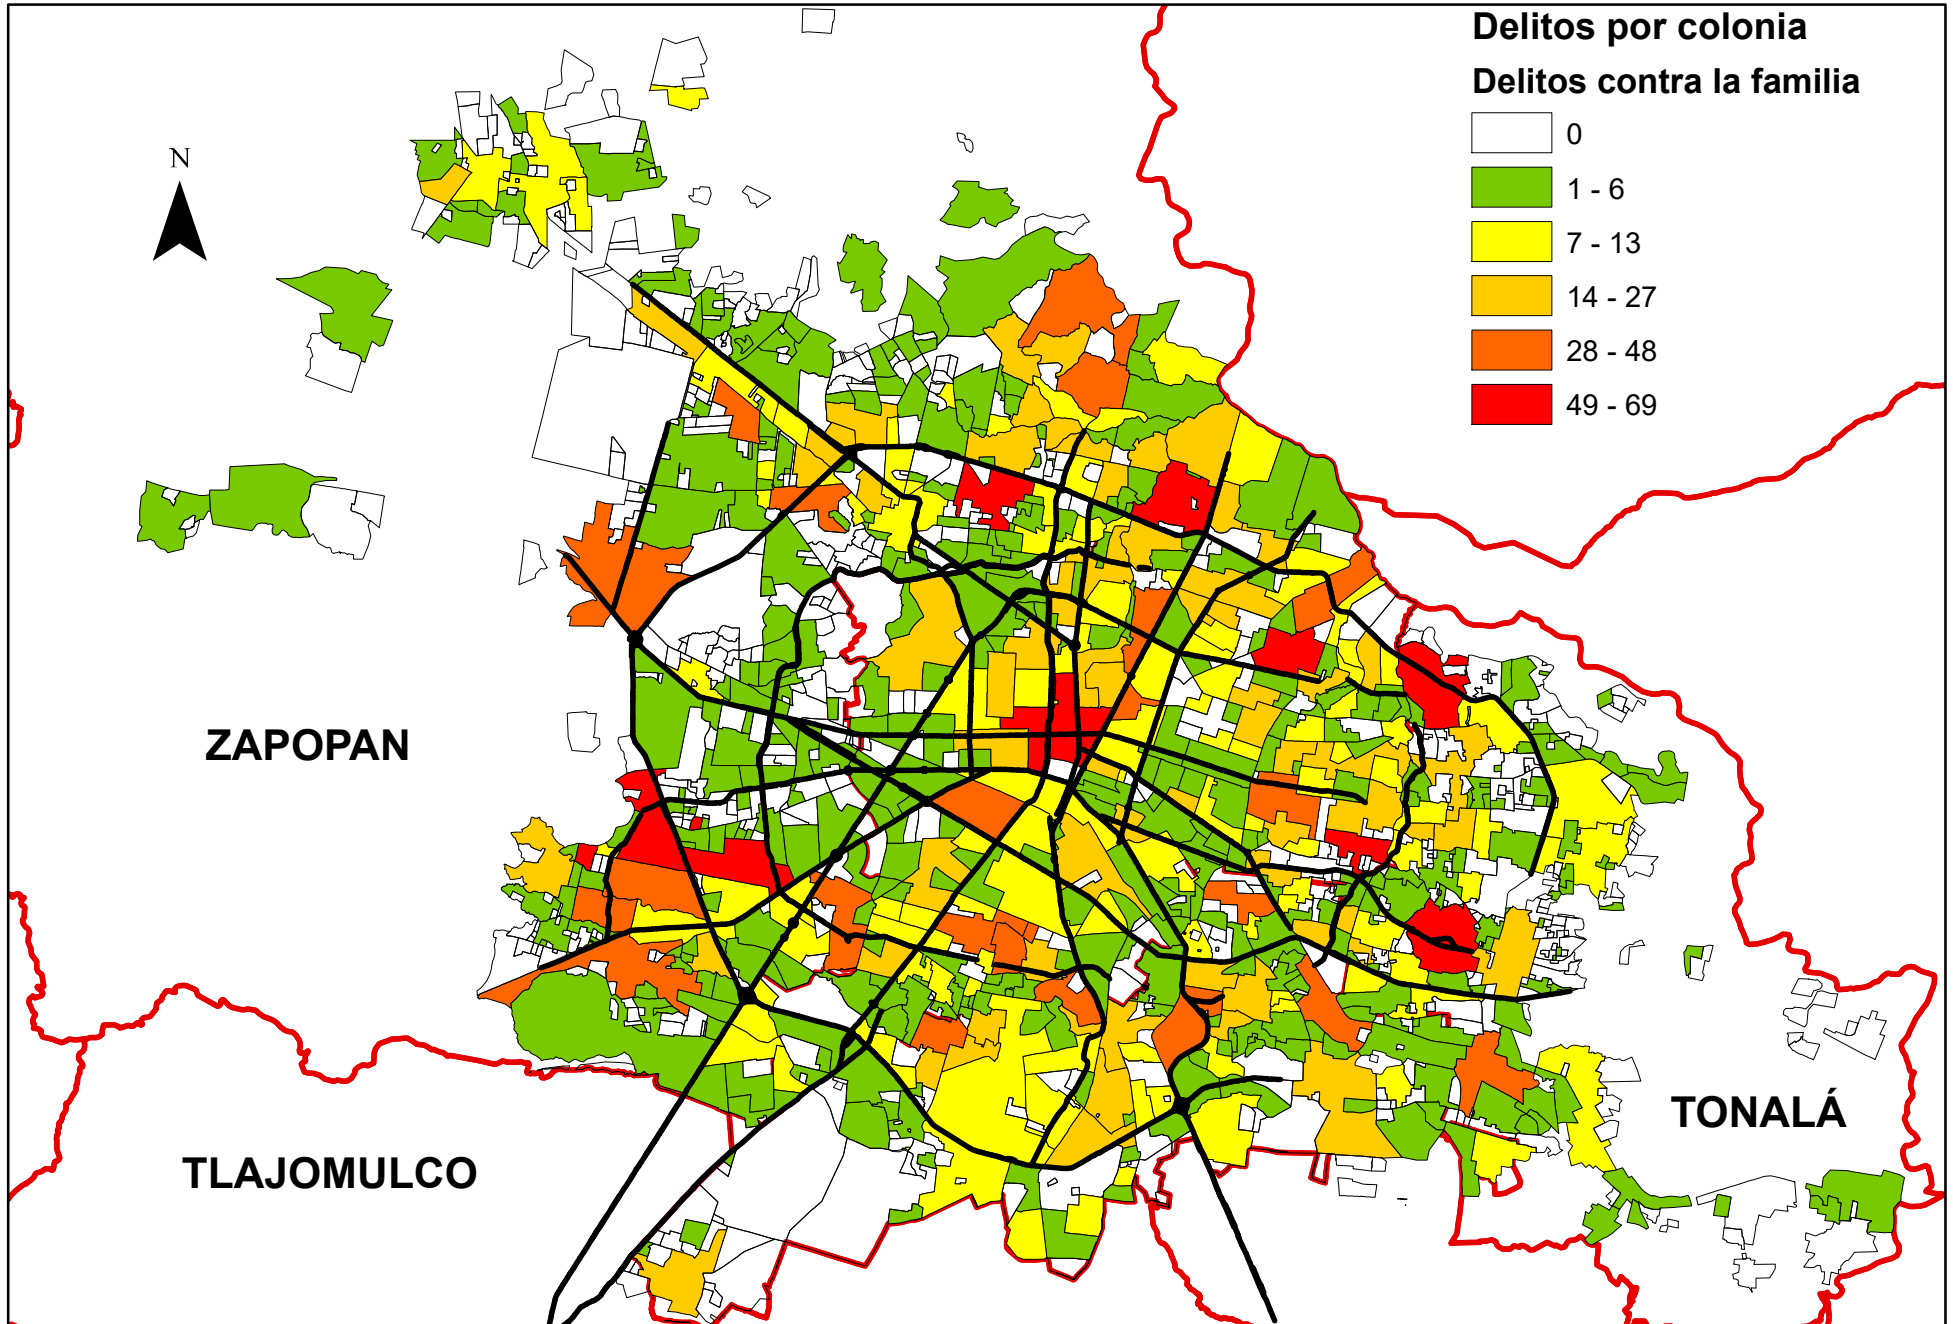 Delitos por colonia
Delitos contra la familia
0
1 - 6
7 - 13
14 - 27
28 - 48
49 - 69
N
ZAPOPAN
TONALÁ
TLAJOMULCO